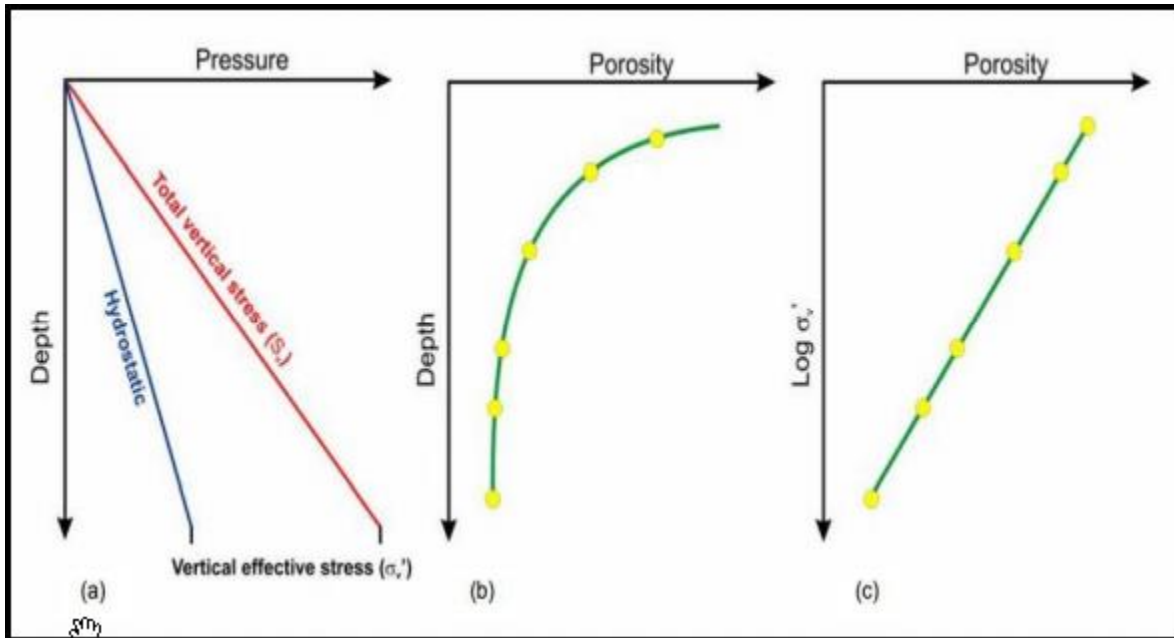 Pressure
Depth
Hydrostatic
Total vertical stress (Sᵥ)
Vertical effective stress (σᵥ')
(a)
Porosity
Depth
(b)
Porosity
Log σᵥ'
(c)